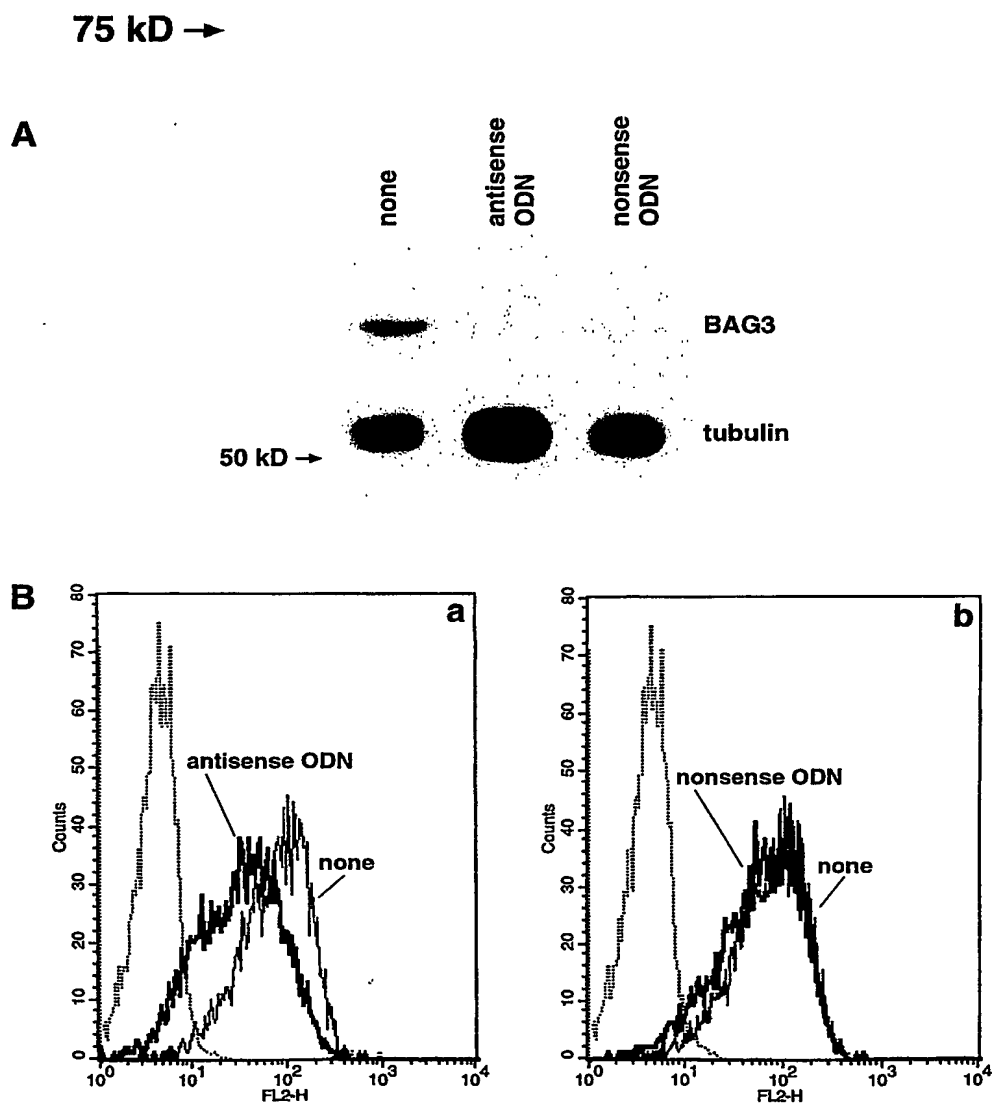 75 kD →
A
none
antisense
ODN
nonsense
ODN
BAG3
tubulin
50 kD →
B
a
80
70
60
50
40
30
20
10
0
Counts
antisense ODN
none
10⁰
10¹
10²
10³
10⁴
FL2-H
b
80
70
60
50
40
30
20
10
0
Counts
nonsense ODN
none
10⁰
10¹
10²
10³
10⁴
FL2-H